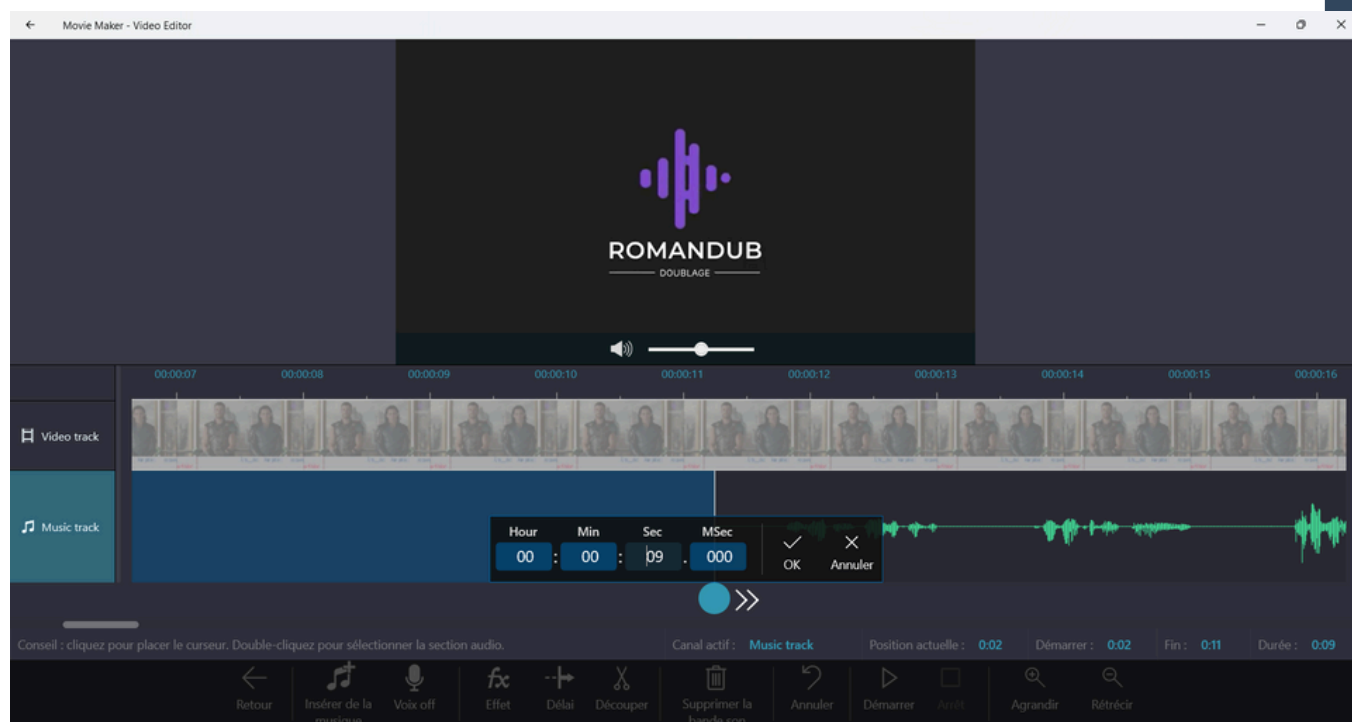 Movie Maker - Video Editor
ROMANDUB
DOUBLAGE
00:00:07 00:00:08 00:00:09 00:00:10 00:00:11 00:00:12 00:00:13 00:00:14 00:00:15 00:00:16
Video track
Music track
Hour Min Sec MSec
00 : 00 : 09 . 000
OK Annuler
Conseil : cliquez pour placer le curseur. Double-cliquez pour sélectionner la section audio. Canal actif : Music track Position actuelle : 0:02 Démarrer : 0:02 Fin : 0:11 Durée : 0:09
Retour Insérer de la musique Voix off Effet Délai Découper Supprimer la bande son Annuler Démarrer Arrêt Agrandir Rétrécir